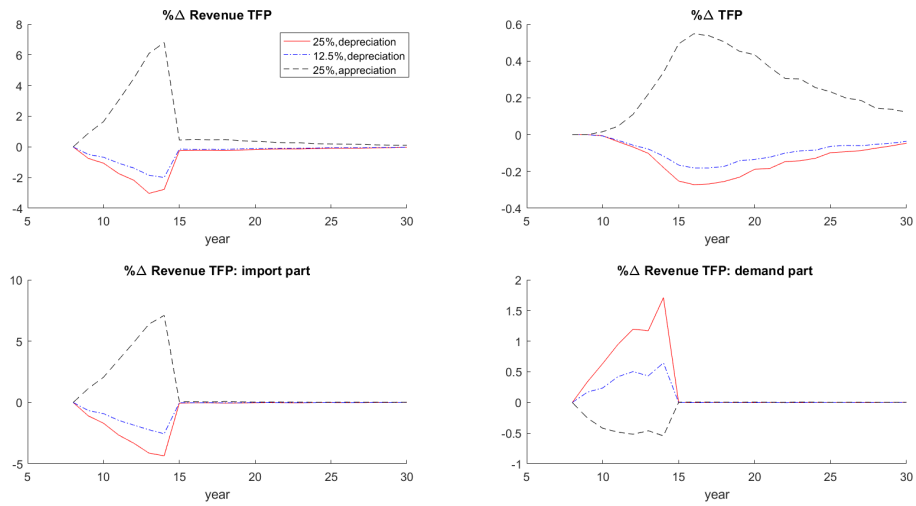 %Δ Revenue TFP
8
6
4
2
0
-2
-4
5 10 15 20 25 30
year
25%,depreciation
12.5%,depreciation
25%,appreciation
%Δ TFP
0.6
0.4
0.2
0
-0.2
-0.4
5 10 15 20 25 30
year
%Δ Revenue TFP: import part
10
5
0
-5
5 10 15 20 25 30
year
%Δ Revenue TFP: demand part
2
1.5
1
0.5
0
-0.5
-1
5 10 15 20 25 30
year